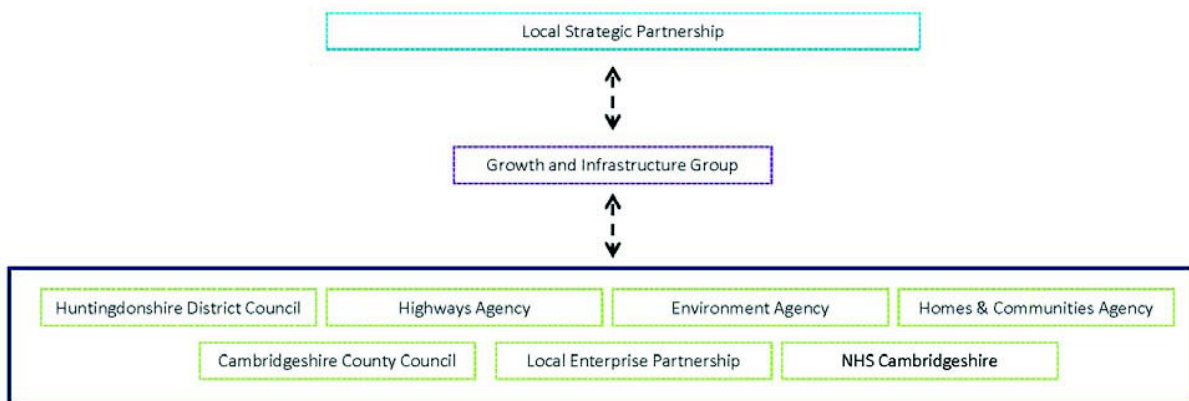 Local Strategic Partnership
Growth and Infrastructure Group
Huntingdonshire District Council
Highways Agency
Environment Agency
Homes & Communities Agency
Cambridgeshire County Council
Local Enterprise Partnership
NHS Cambridgeshire